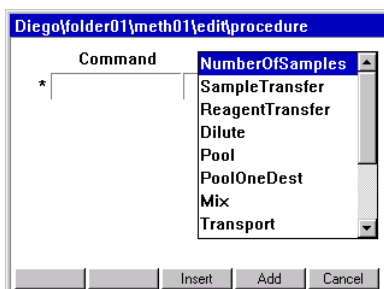 Diego\folder01\meth01\edit\procedure
Command
*
NumberOfSamples
SampleTransfer
ReagentTransfer
Dilute
Pool
PoolOneDest
Mix
Transport
Insert Add Cancel